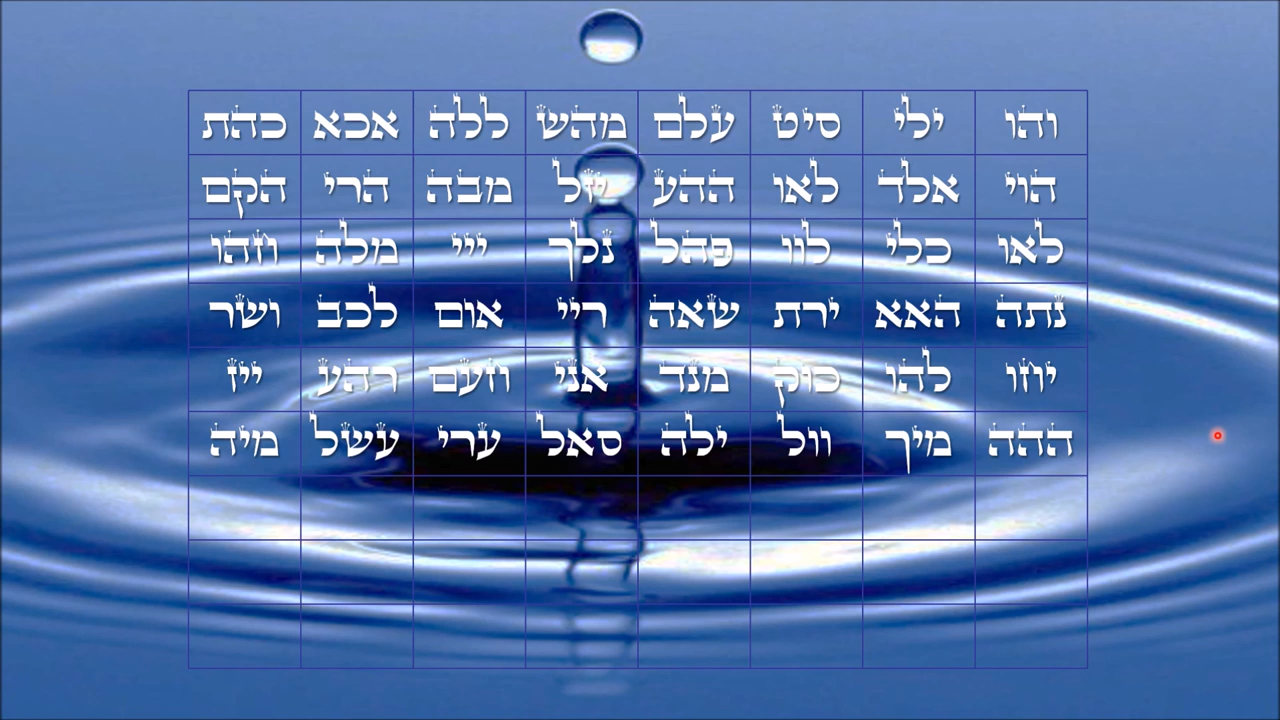 והו ילי סיט עלם מהש ללה אכא כהת
הזי אלד לאו ההע יזל מבה הרי הקם
לאו כלי לוו פהל נלך ייי מלה חהו
נתה האא ירת שאה ריי אום לכב ושר
יחו להו כוק מנד אני חעם רהע ייז
ההה מיך וול ילה סאל ערי עשל מיה